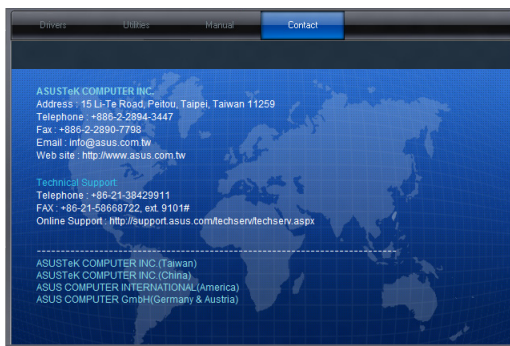 Drivers Utilities Manual Contact
ASUSTeK COMPUTER INC.
Address : 15 Li-Te Road, Peitou, Taipei, Taiwan 11259
Telephone : +886-2-2894-3447
Fax : +886-2-2890-7798
Email : info@asus.com.tw
Web site : http://www.asus.com.tw
Technical Support
Telephone : +86-21-38429911
FAX : +86-21-58668722, ext. 9101#
Online Support : http://support.asus.com/techserv/techserv.aspx
ASUSTeK COMPUTER INC.(Taiwan)
ASUSTeK COMPUTER INC.(China)
ASUS COMPUTER INTERNATIONAL(America)
ASUS COMPUTER GmbH(Germany & Austria)